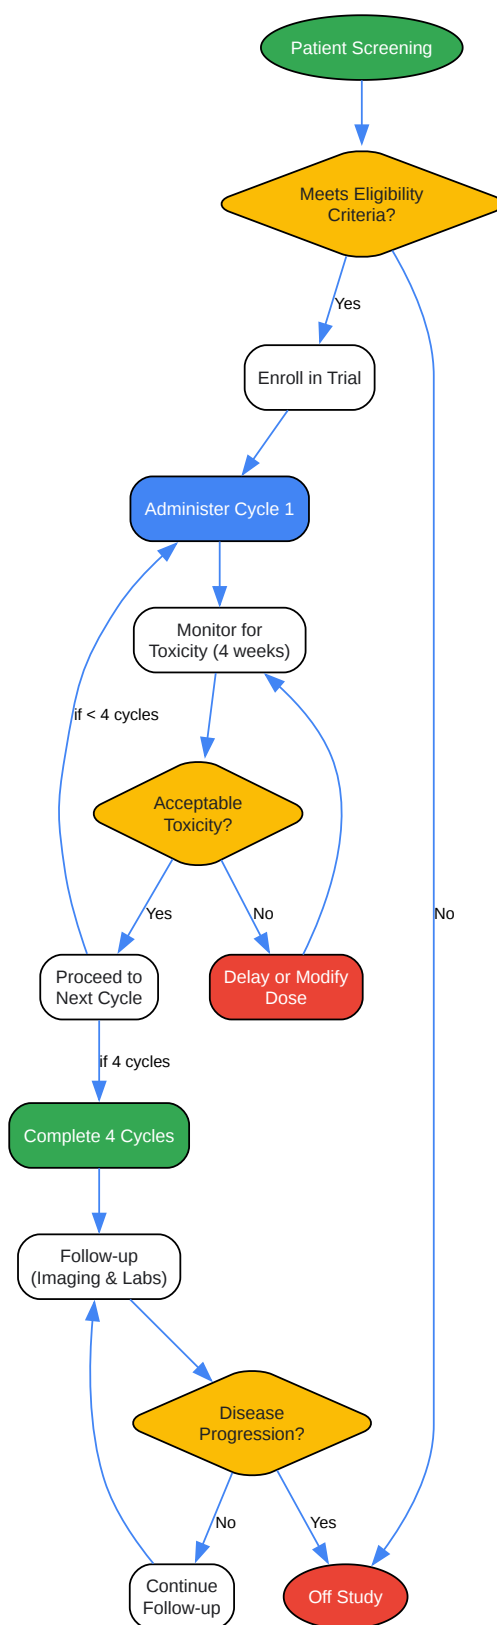 Patient Screening
Meets Eligibility
Criteria?
Yes
Enroll in Trial
Administer Cycle 1
Monitor for
Toxicity (4 weeks)
if < 4 cycles
Acceptable
Toxicity?
Yes
No
No
Proceed to
Next Cycle
Delay or Modify
Dose
if 4 cycles
Complete 4 Cycles
Follow-up
(Imaging & Labs)
Disease
Progression?
No
Yes
Continue
Follow-up
Off Study